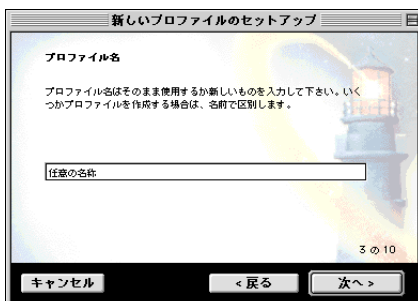 新しいプロファイルのセットアップ
プロファイル名
プロファイル名はそのまま使用するか新しいものを入力して下さい。いく
つかプロファイルを作成する場合は、名前で区別します。
任意の名称
3 の 10
キャンセル
<戻る
次へ>